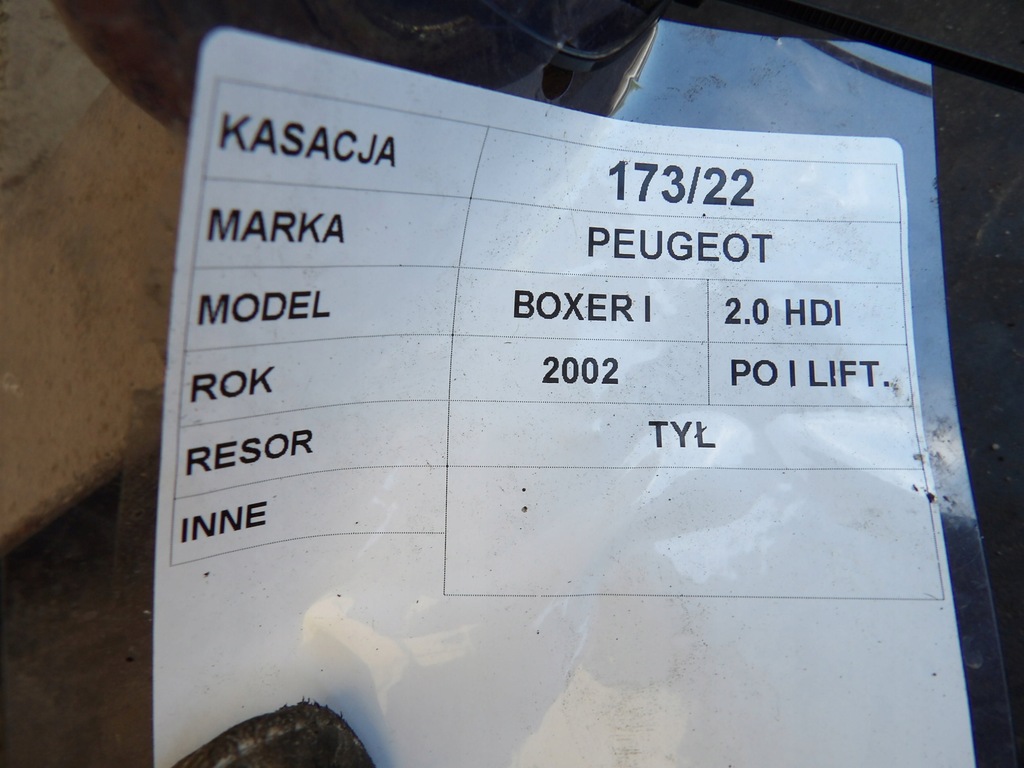 KASACJA 173/22
MARKA PEUGEOT
MODEL BOXER I 2.0 HDI
ROK 2002 PO I LIFT.
RESOR TYŁ
INNE